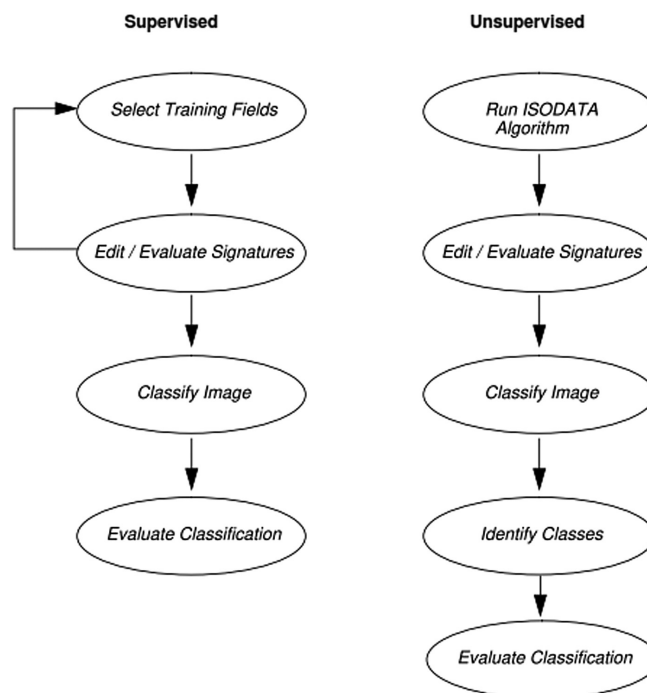 Supervised
Select Training Fields
Edit / Evaluate Signatures
Classify Image
Evaluate Classification
Unsupervised
Run ISODATA
Algorithm
Edit / Evaluate Signatures
Classify Image
Identify Classes
Evaluate Classification